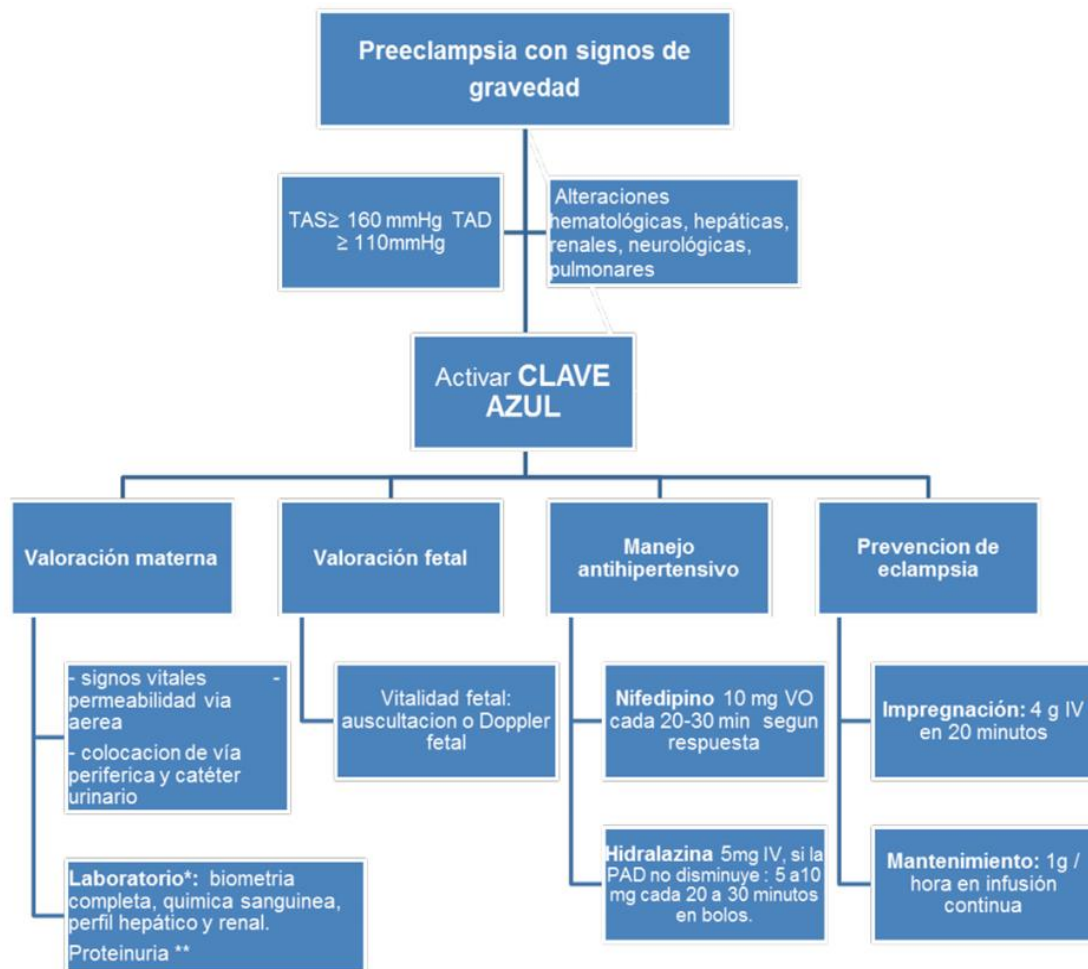 Preeclampsia con signos de
gravedad
TAS≥ 160 mmHg TAD
≥ 110mmHg
Alteraciones
hematológicas, hepáticas,
renales, neurológicas,
pulmonares
Activar CLAVE
AZUL
Valoración materna
Valoración fetal
Manejo
antihipertensivo
Prevencion de
eclampsia
- signos vitales -
permeabilidad via
aerea
- colocacion de vía
periferica y catéter
urinario
Vitalidad fetal:
auscultacion o Doppler
fetal
Nifedipino 10 mg VO
cada 20-30 min segun
respuesta
Impregnación: 4 g IV
en 20 minutos
Laboratorio*: biometria
completa, quimica sanguinea,
perfil hepático y renal.
Proteinuria **
Hidralazina 5mg IV, si la
PAD no disminuye : 5 a10
mg cada 20 a 30 minutos
en bolos.
Mantenimiento: 1g /
hora en infusión
continua